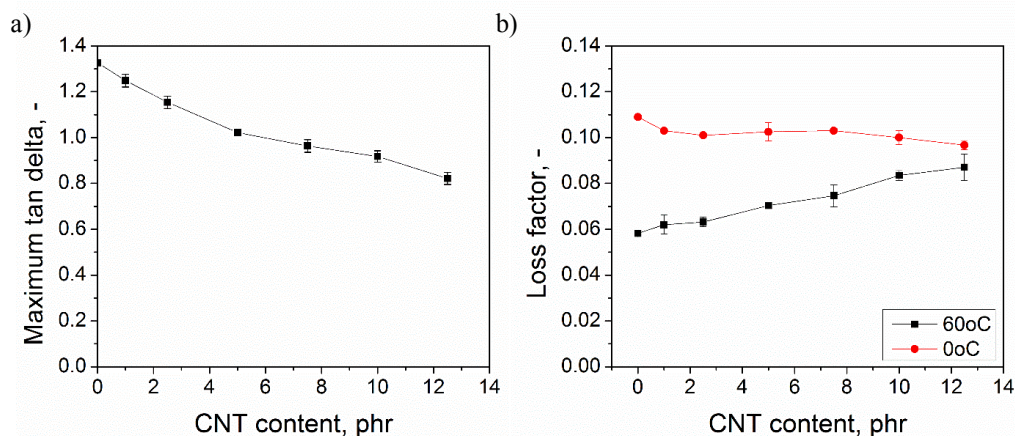 a)
1.4
1.2
1.0
0.8
0.6
0.4
0.2
0.0
Maximum tan delta, -
0 2 4 6 8 10 12 14
CNT content, phr
b)
0.14
0.12
0.10
0.08
0.06
0.04
0.02
0.00
Loss factor, -
60oC
0oC
0 2 4 6 8 10 12 14
CNT content, phr